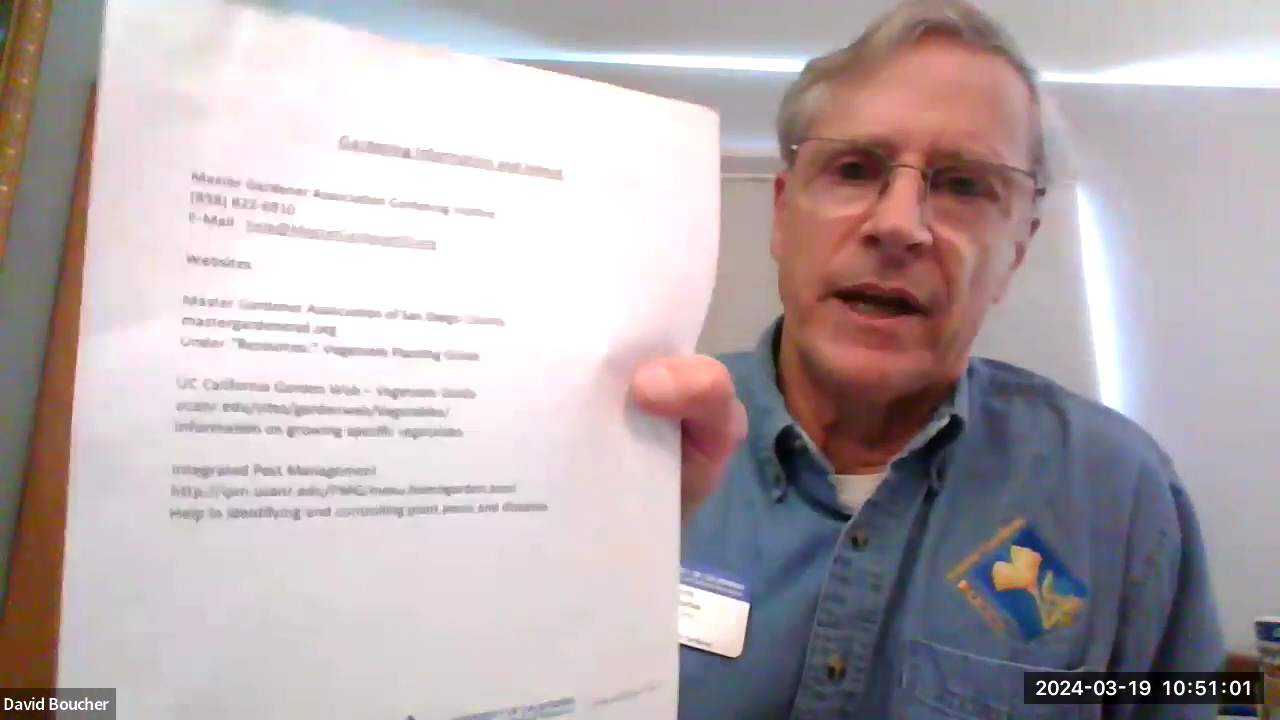 Gardening Information and
Master Gardener Association Gardening Hotline
(858) 822-6910
E-Mail
Websites
Master Gardener Association of San Diego County
mastergardenersd.org
Under "Resources:" Vegetable Planting Guide
UC California Garden Web – Vegetable
ucanr.edu/sites/gardenweb/Vegetables/
Information on growing specific vegetables
Integrated Pest Management
http://ipm.ucanr.edu/PMG/menu.homegarden.html
Help in identifying and controlling plant pests and diseases
David Boucher
2024-03-19 10:51:01